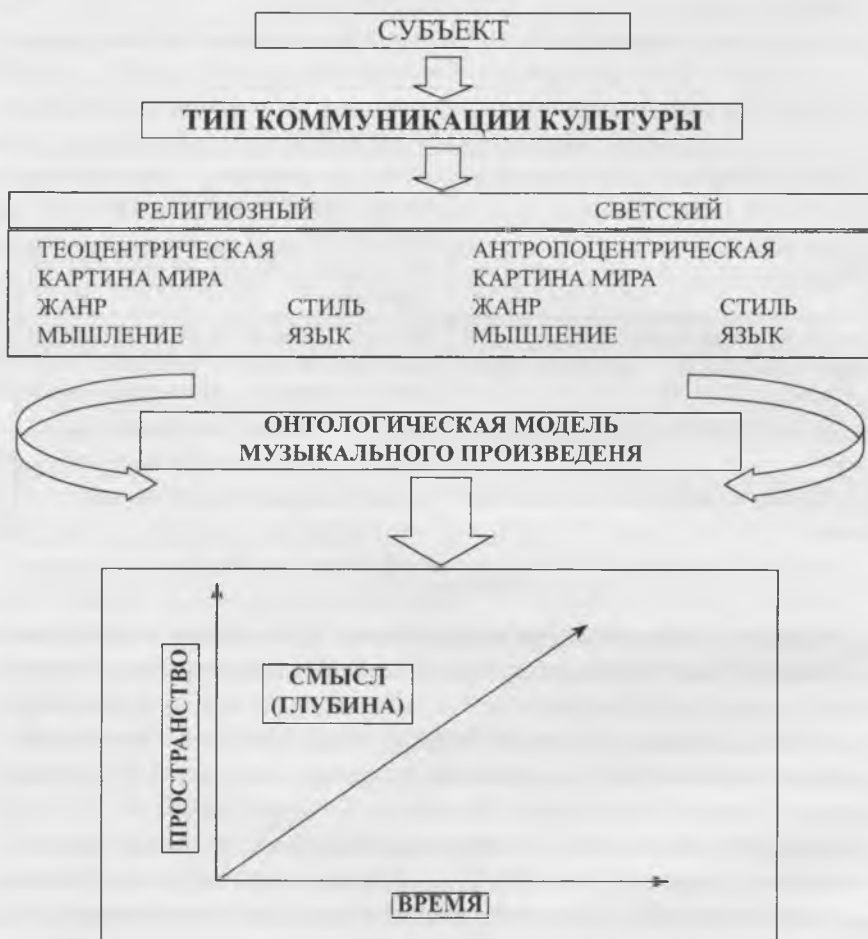 СУБЪЕКТ
ТИП КОММУНИКАЦИИ КУЛЬТУРЫ
РЕЛИГИОЗНЫЙ СВЕТСКИЙ
ТЕОЦЕНТРИЧЕСКАЯ АНТРОПОЦЕНТРИЧЕСКАЯ
КАРТИНА МИРА КАРТИНА МИРА
ЖАНР СТИЛЬ ЖАНР СТИЛЬ
МЫШЛЕНИЕ ЯЗЫК МЫШЛЕНИЕ ЯЗЫК
ОНТОЛОГИЧЕСКАЯ МОДЕЛЬ
МУЗЫКАЛЬНОГО ПРОИЗВЕДЕНЯ
ПРОСТРАНСТВО
СМЫСЛ
(ГЛУБИНА)
ВРЕМЯ